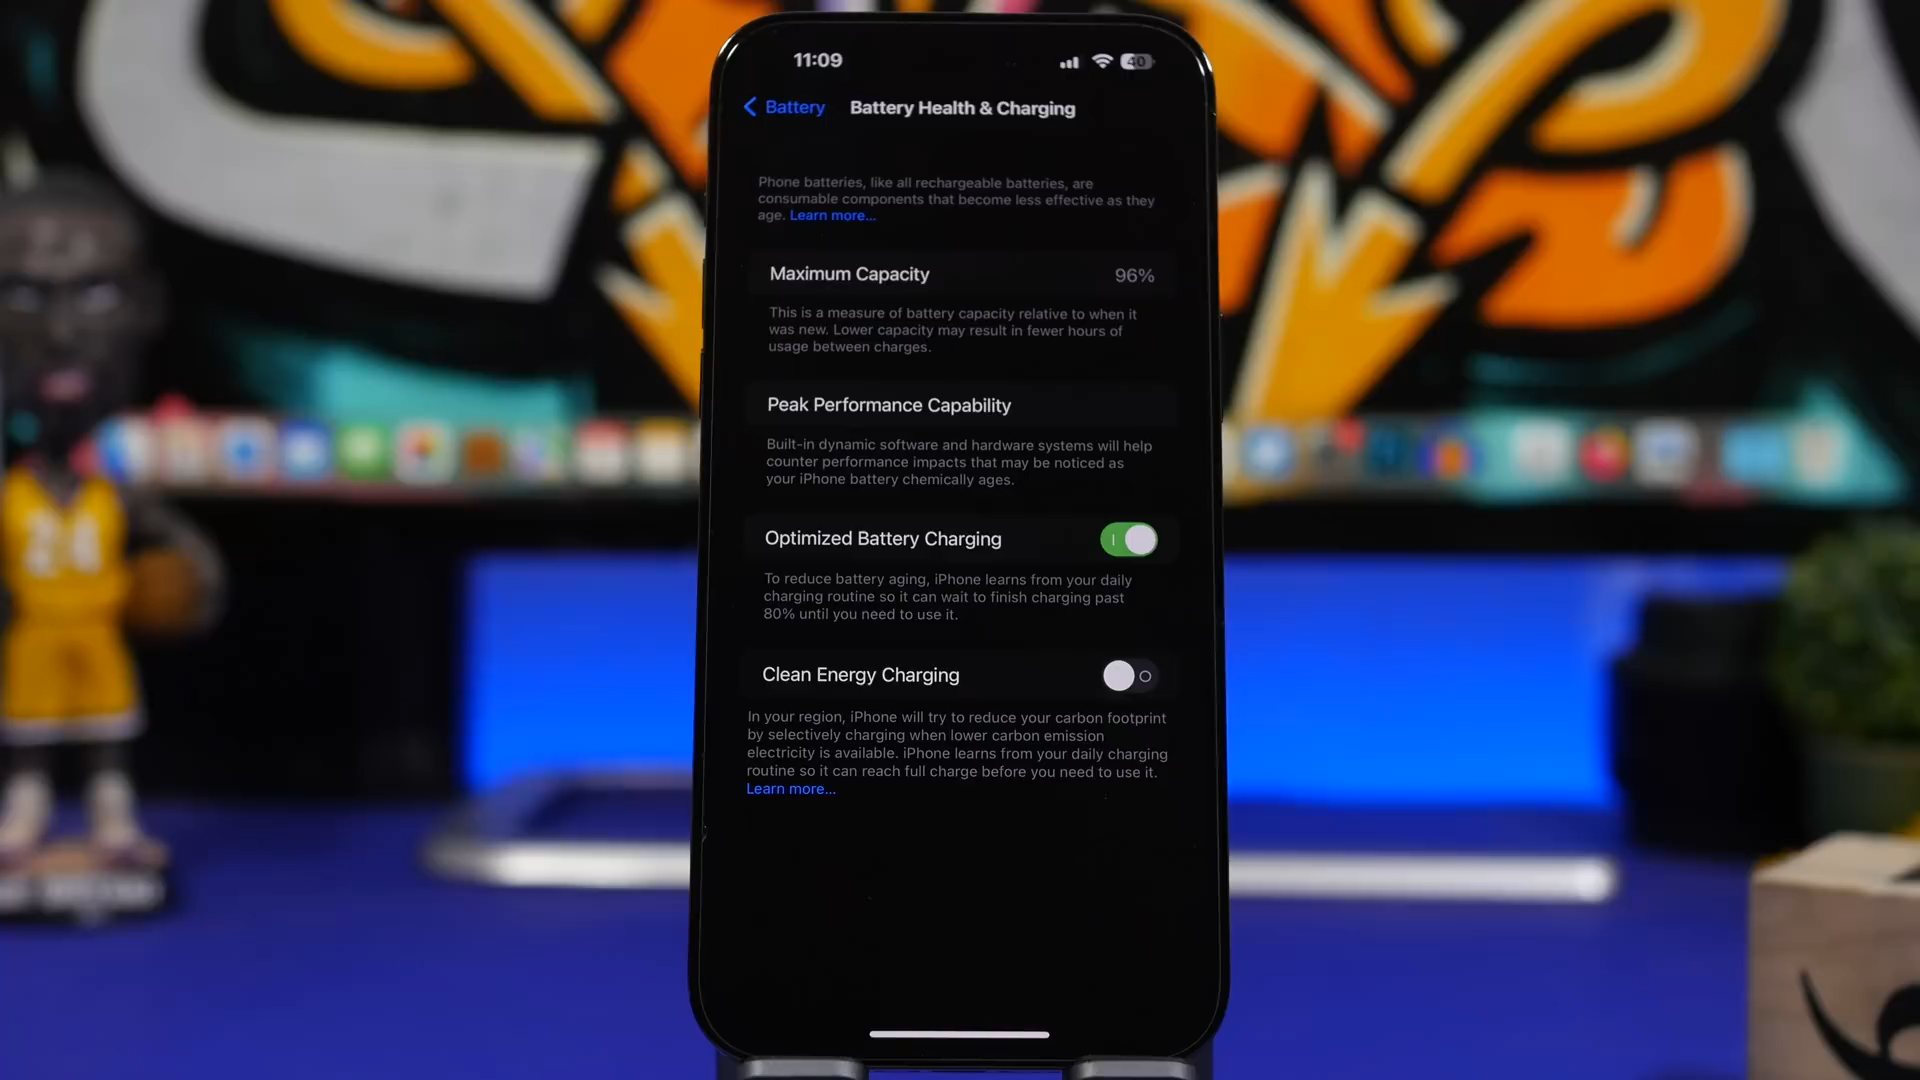 11:09
40
Battery
Battery Health & Charging
Phone batteries, like all rechargeable batteries, are
consumable components that become less effective as they
age. Learn more...
Maximum Capacity 96%
This is a measure of battery capacity relative to when it
was new. Lower capacity may result in fewer hours of
usage between charges.
Peak Performance Capability
Built-in dynamic software and hardware systems will help
counter performance impacts that may be noticed as
your iPhone battery chemically ages.
Optimized Battery Charging
To reduce battery aging, iPhone learns from your daily
charging routine so it can wait to finish charging past
80% until you need to use it.
Clean Energy Charging
In your region, iPhone will try to reduce your carbon footprint
by selectively charging when lower carbon emission
electricity is available. iPhone learns from your daily charging
routine so it can reach full charge before you need to use it.
Learn more...
24